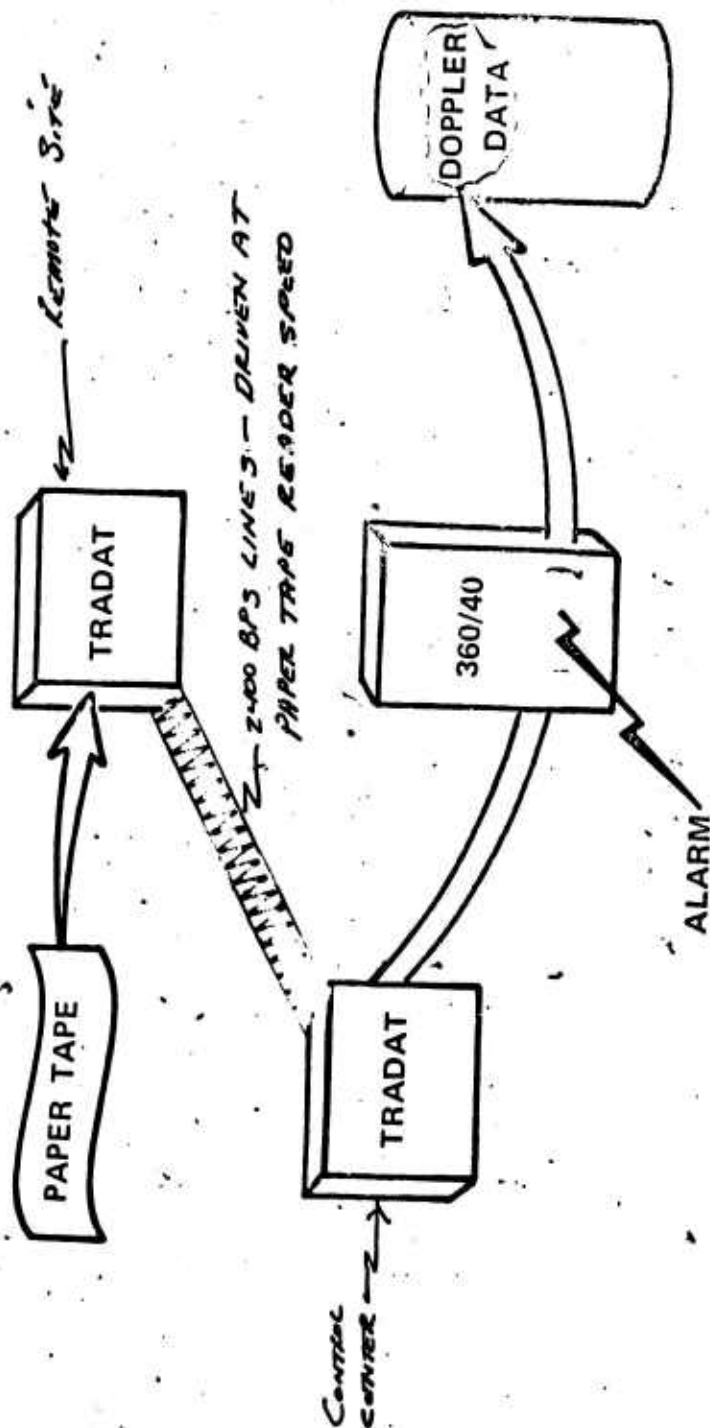 PAPER TAPE
TRADAT
REMOTE SITE
2400 BPS LINES - DRIVEN AT
PAPER TAPE READER SPEED
CONTROL
CENTER
TRADAT
360/40
ALARM
DOPPLER
DATA